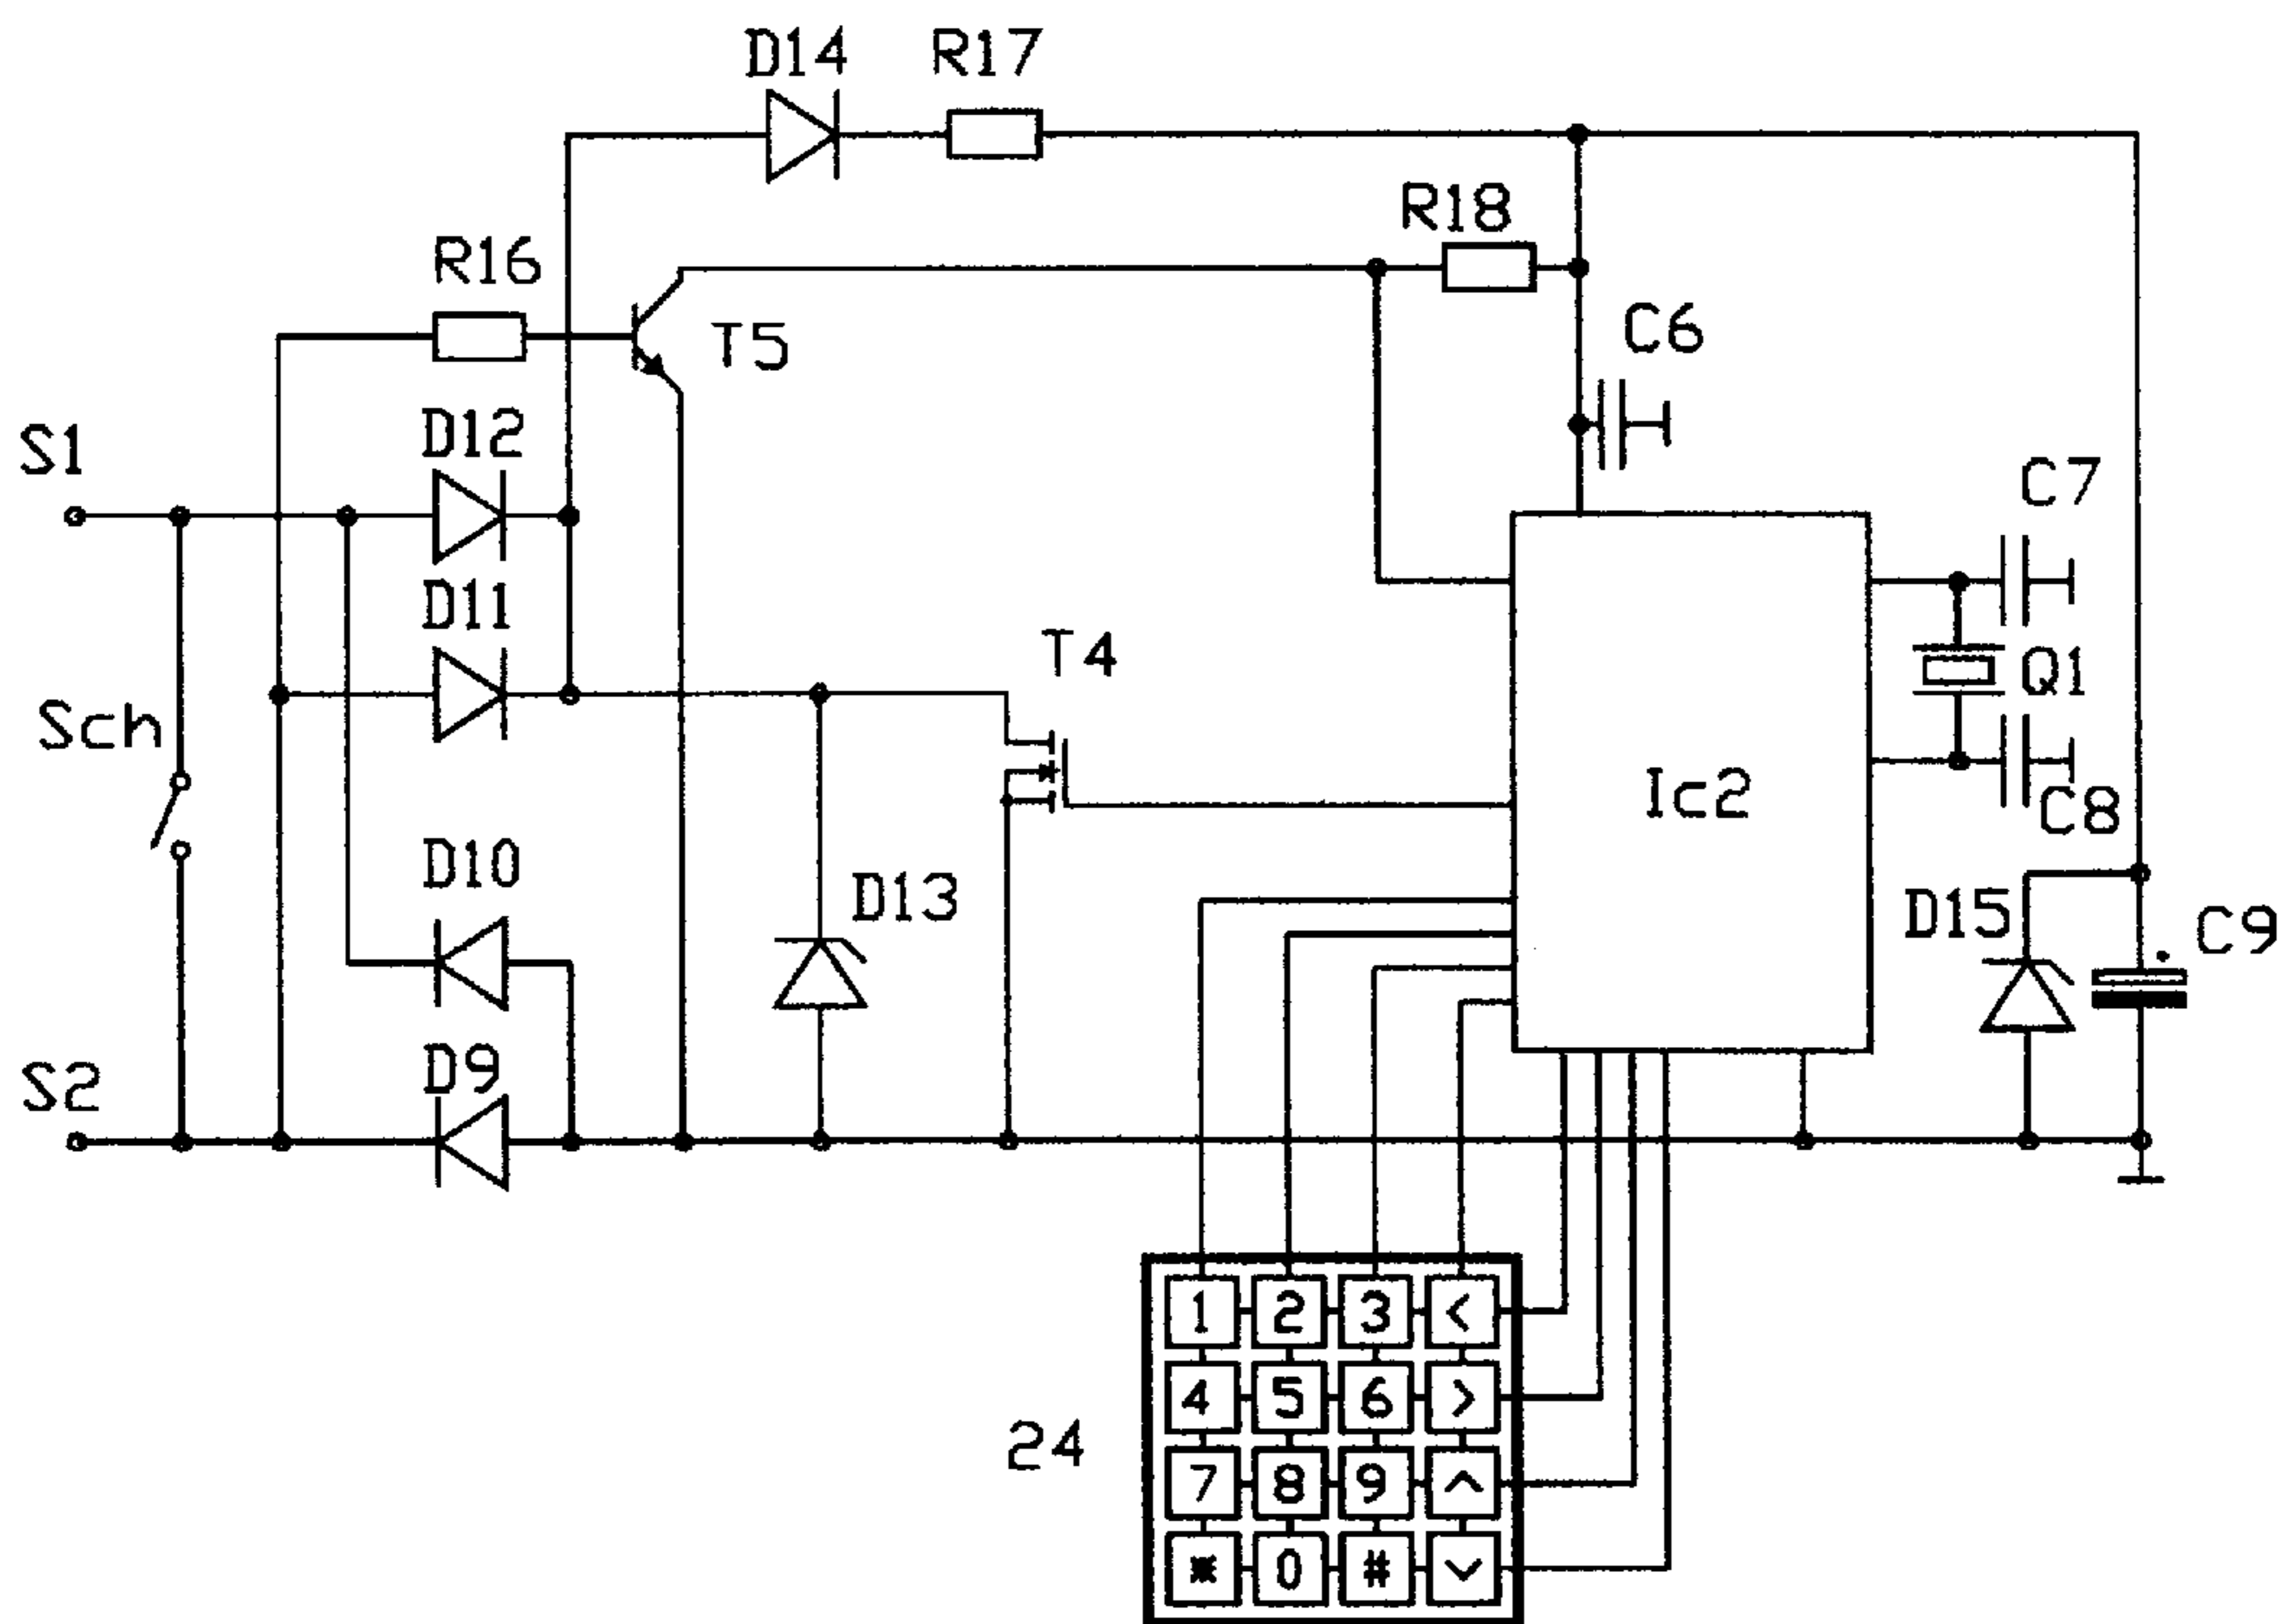 D14 R17
R18
R16
C6
T5
D12
S1
C7
D11
T4
Q1
Sch
Ic2
C8
D10
D13
D15
C9
D9
S2
1 2 3 <
4 5 6 >
24
7 8 9 ^
* 0 # ⌄